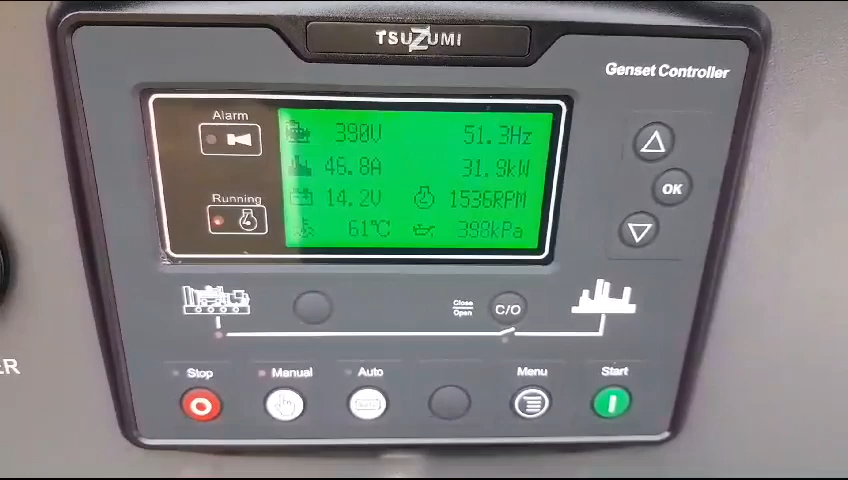 TSUZUMI
Genset Controller
Alarm
390V 51.3Hz
46.8A 31.9kW
Running
14.2V 1536RPM
61°C 398kPa
OK
Close
Open
C/O
Stop Manual Auto Menu Start
ER